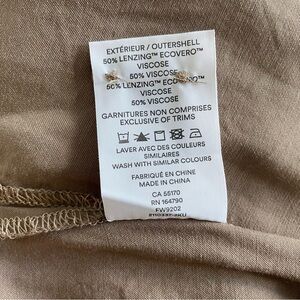 EXTÉRIEUR / OUTERSHELL
50% LENZING™ ECOVERO™
VISCOSE
50% VISCOSE
50% LENZING™ ECOVERO™
VISCOSE
50% VISCOSE
GARNITURES NON COMPRISES
EXCLUSIVE OF TRIMS
LAVER AVEC DES COULEURS
SIMILAIRES
WASH WITH SIMILAR COLOURS
FABRIQUÉ EN CHINE
MADE IN CHINA
CA 55170
RN 164790
FW9202